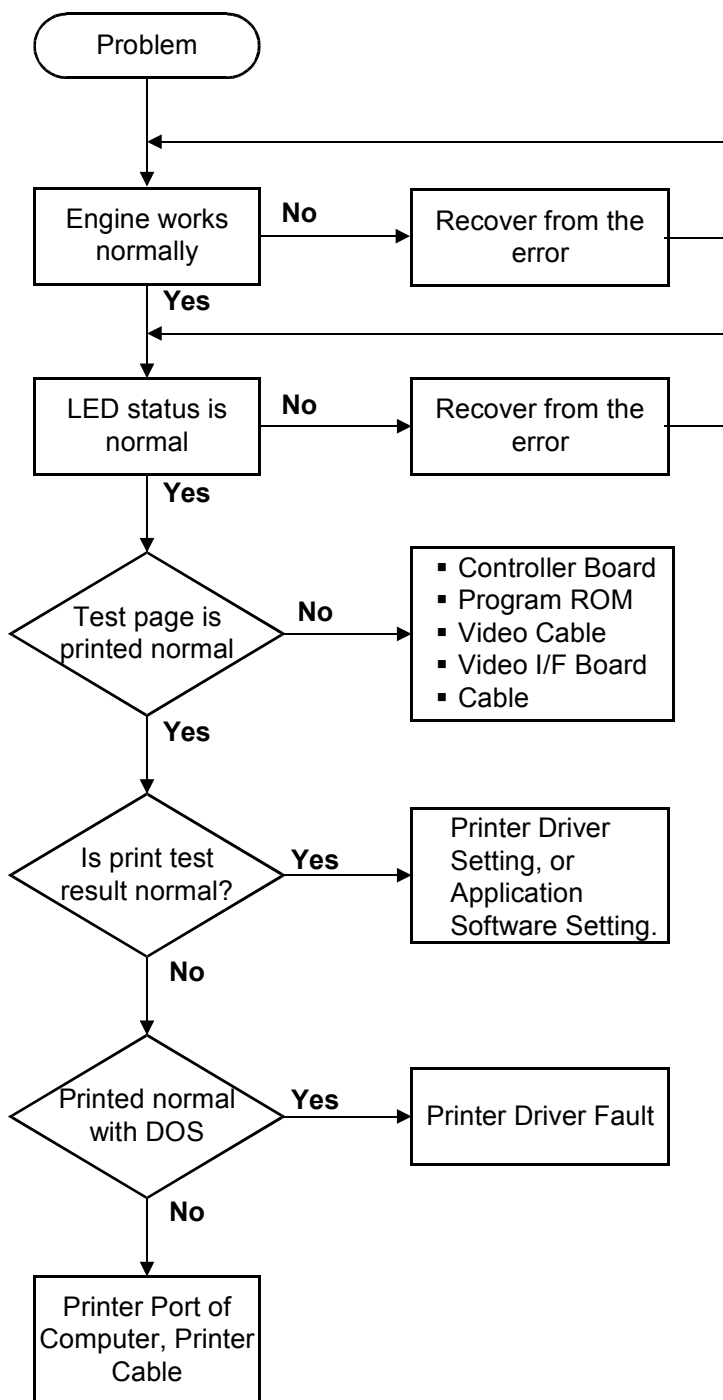 Problem
Engine works
normally
No
Recover from the
error
Yes
LED status is
normal
No
Recover from the
error
Yes
Test page is
printed normal
No
▪ Controller Board
▪ Program ROM
▪ Video Cable
▪ Video I/F Board
▪ Cable
Yes
Is print test
result normal?
Yes
Printer Driver
Setting, or
Application
Software Setting.
No
Printed normal
with DOS
Yes
Printer Driver Fault
No
Printer Port of
Computer, Printer
Cable